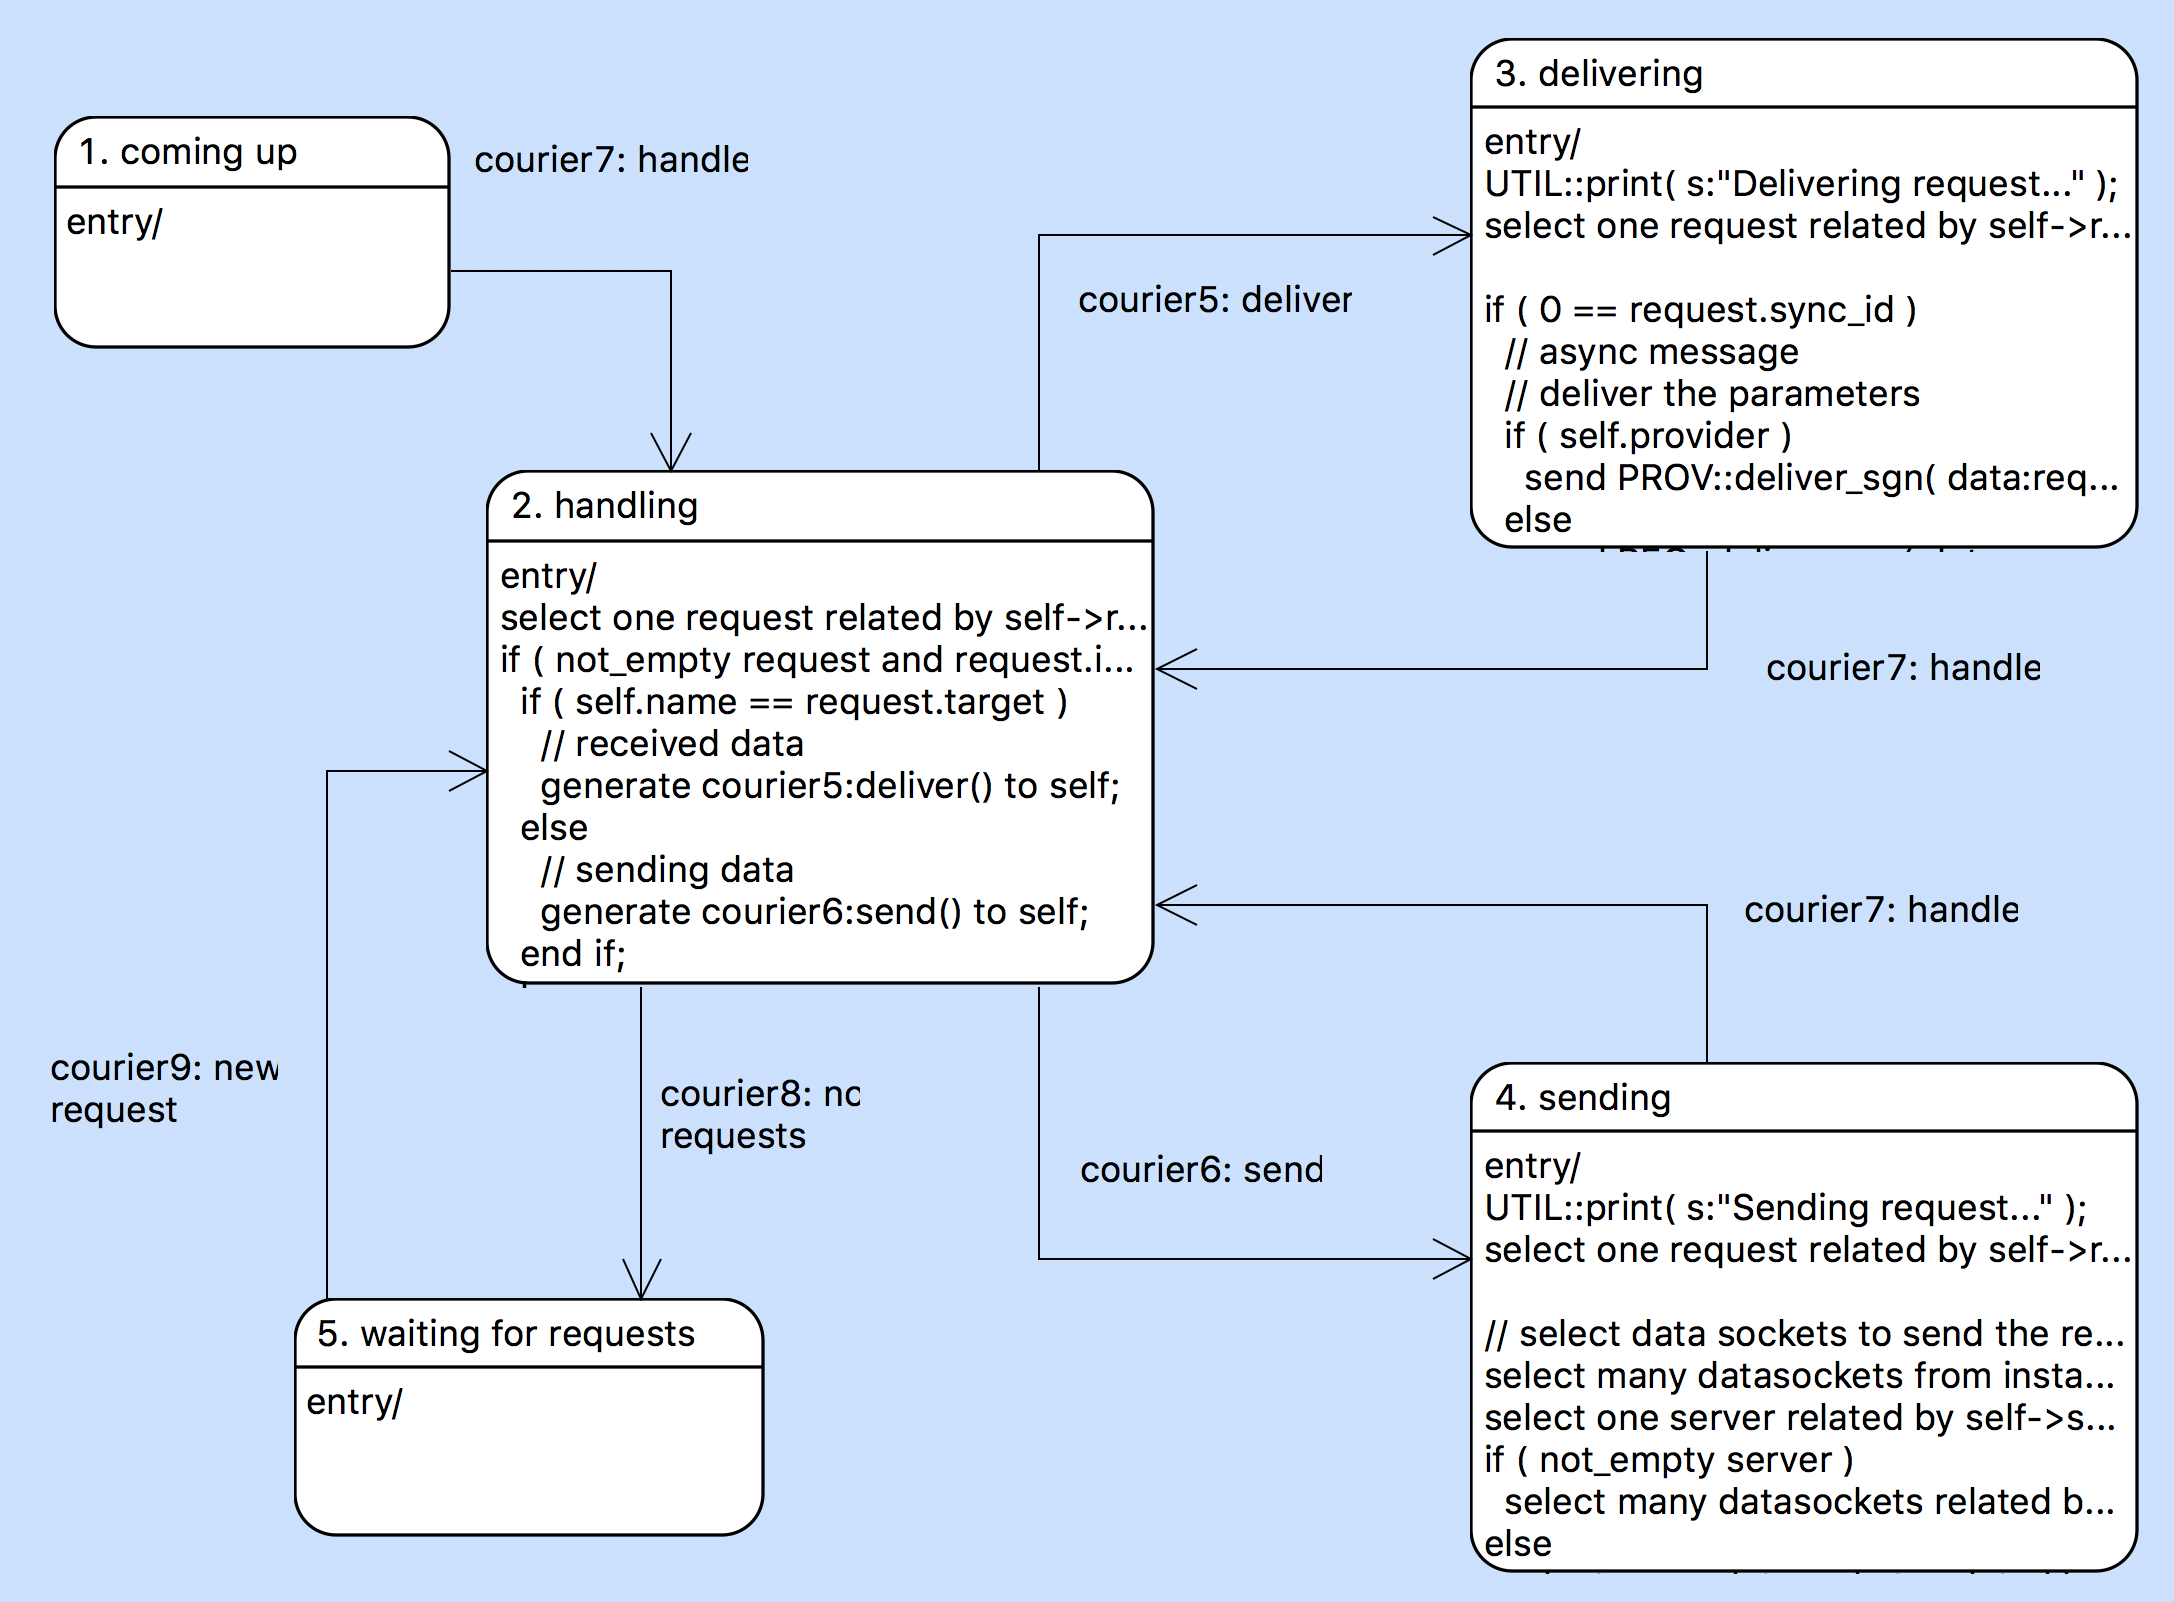 1. coming up
entry/
courier7: handle
3. delivering
entry/
UTIL::print( s:"Delivering request..." );
select one request related by self->r...
if ( 0 == request.sync_id )
// async message
// deliver the parameters
if ( self.provider )
send PROV::deliver_sgn( data:req...
else
courier5: deliver
2. handling
entry/
select one request related by self->r...
if ( not_empty request and request.i...
if ( self.name == request.target )
// received data
generate courier5:deliver() to self;
else
// sending data
generate courier6:send() to self;
end if;
courier7: handle
courier7: handle
courier9: new
request
courier8: no
requests
courier6: send
4. sending
entry/
UTIL::print( s:"Sending request..." );
select one request related by self->r...
// select data sockets to send the re...
select many datasockets from insta...
select one server related by self->s...
if ( not_empty server )
select many datasockets related b...
else
5. waiting for requests
entry/